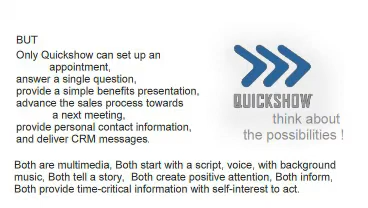 BUT
Only Quickshow can set up an
appointment,
answer a single question,
provide a simple benefits presentation,
advance the sales process towards
a next meeting,
provide personal contact information,
and deliver CRM messages.
QUICKSHOW
think about
the possibilities !
Both are multimedia, Both start with a script, voice, with background
music, Both tell a story,  Both create positive attention, Both inform,
Both provide time-critical information with self-interest to act.